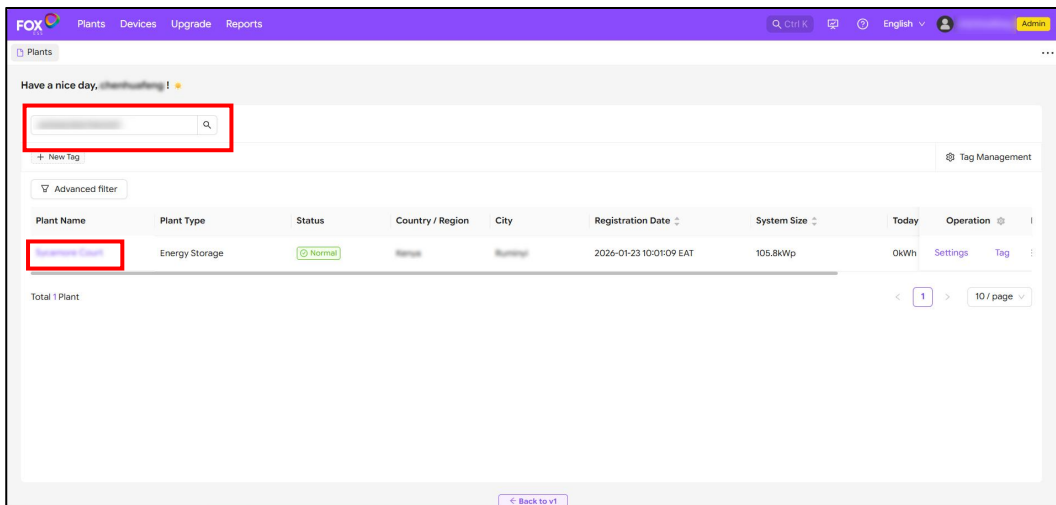 FOX ESS Plants Devices Upgrade Reports Ctrl K English Admin
Plants
Have a nice day, !
+ New Tag Tag Management
Advanced filter
Plant Name Plant Type Status Country / Region City Registration Date System Size Today Operation
Energy Storage Normal 2026-01-23 10:01:09 EAT 105.8kWp 0kWh Settings Tag
Total 1 Plant < 1 > 10 / page
← Back to v1